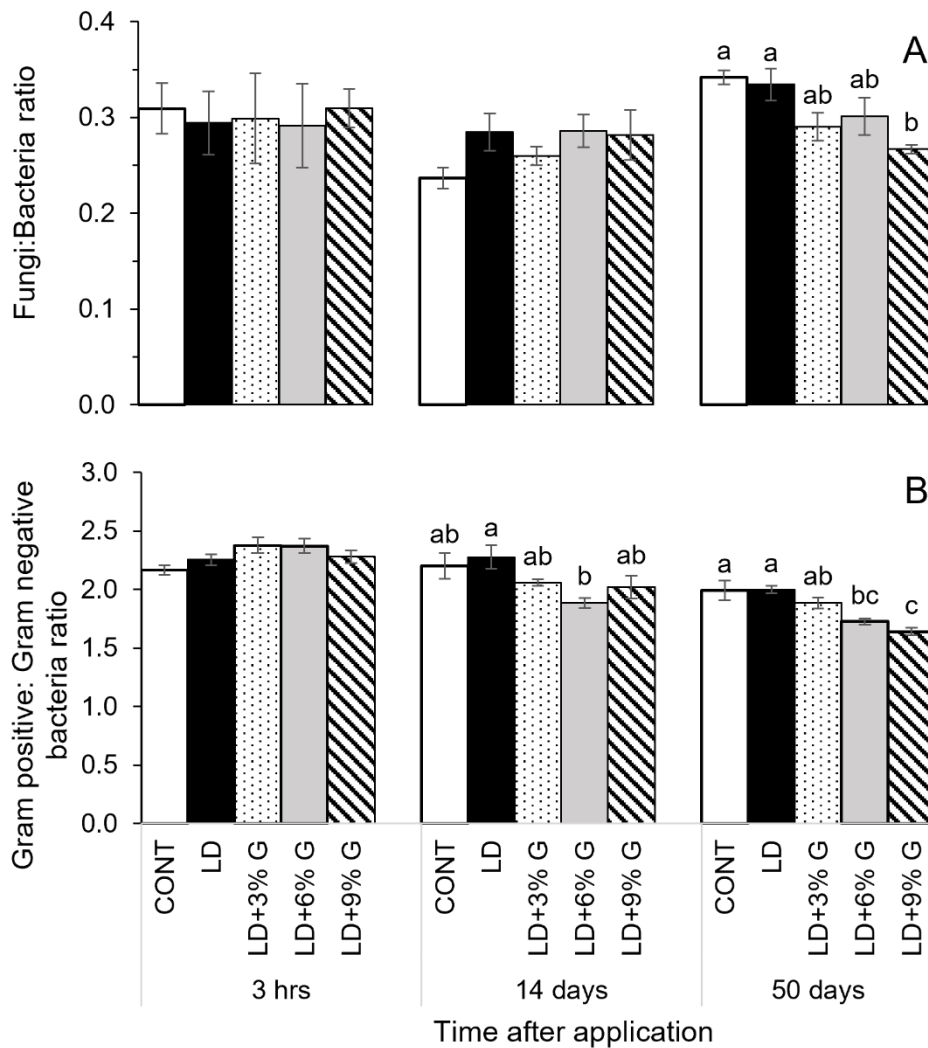 0.4
0.3
0.2
0.1
0.0
Fungi:Bacteria ratio
A
a a ab ab b
3.0
2.5
2.0
1.5
1.0
0.5
0.0
Gram positive: Gram negative
bacteria ratio
B
ab a ab b ab
a a ab bc c
CONT
LD
LD+3% G
LD+6% G
LD+9% G
CONT
LD
LD+3% G
LD+6% G
LD+9% G
CONT
LD
LD+3% G
LD+6% G
LD+9% G
3 hrs 14 days 50 days
Time after application